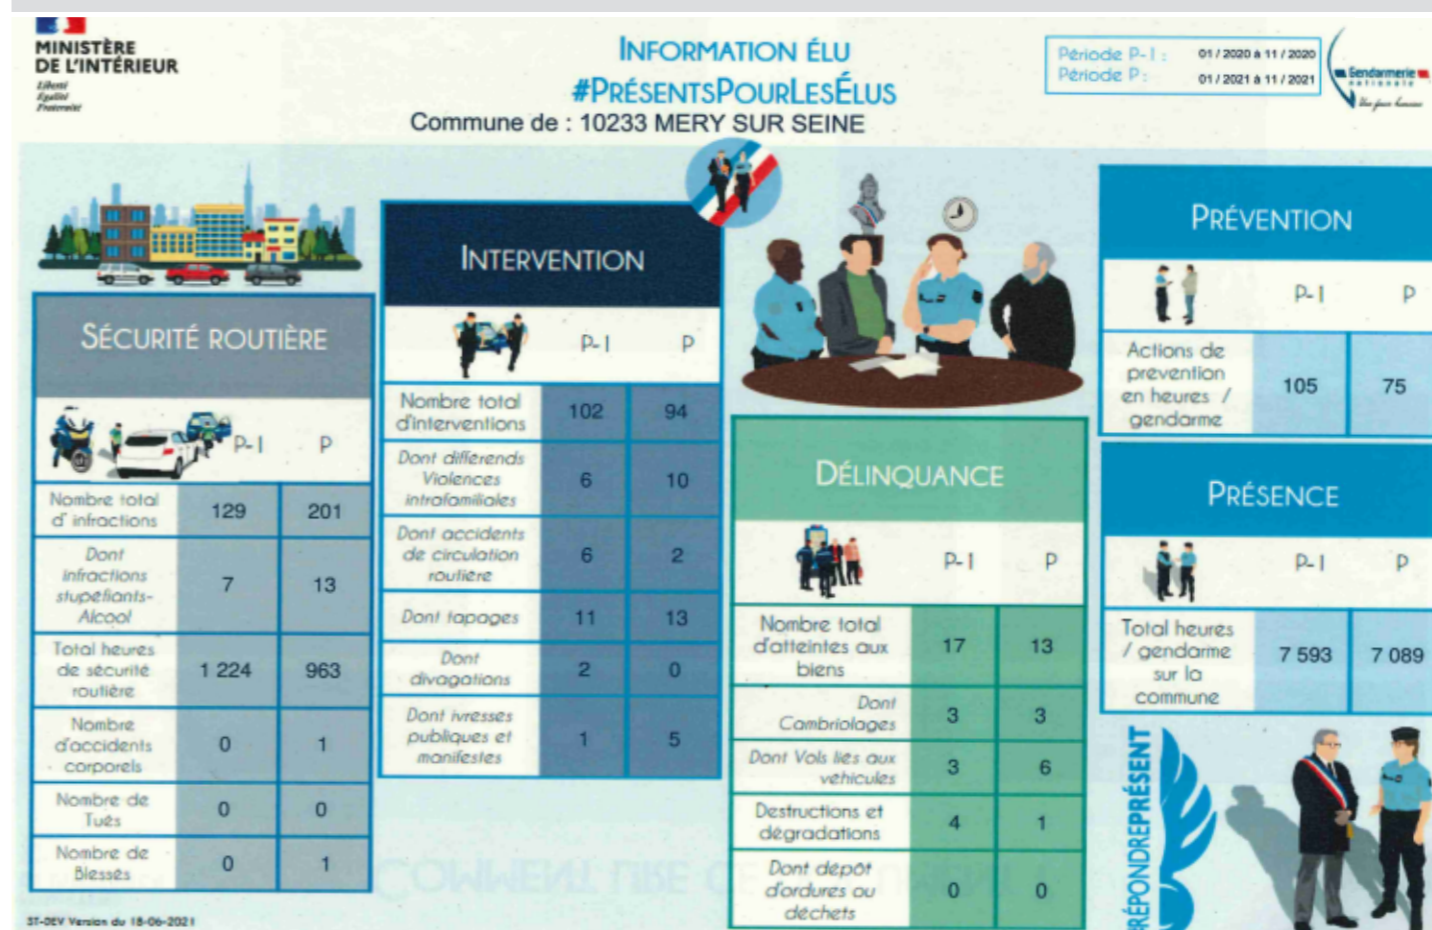 MINISTÈRE
DE L'INTÉRIEUR
Liberté
Égalité
Fraternité
INFORMATION ÉLU
#PRÉSENTSPOURLESÉLUS
Commune de : 10233 MERY SUR SEINE
Période P-1 : 01 / 2020 à 11 / 2020
Période P : 01 / 2021 à 11 / 2021
Gendarmerie
nationale
SÉCURITÉ ROUTIÈRE
P-1 P
Nombre total
d' infractions
129 201
Dont
infractions
stupéfiants-
Alcool
7 13
Total heures
de sécurité
routière
1 224 963
Nombre
d'accidents
corporels
0 1
Nombre de
Tués
0 0
Nombre de
Blessés
0 1
ST-DEV Version du 18-06-2021
INTERVENTION
P-1 P
Nombre total
d'interventions
102 94
Dont différends
Violences
intrafamiliales
6 10
Dont accidents
de circulation
routière
6 2
Dont tapages
11 13
Dont
divagations
2 0
Dont ivresses
publiques et
manifestes
1 5
DÉLINQUANCE
P-1 P
Nombre total
d'atteintes aux
biens
17 13
Dont
Cambriolages
3 3
Dont Vols liés aux
véhicules
3 6
Destructions et
dégradations
4 1
Dont dépôt
d'ordures ou
déchets
0 0
PRÉVENTION
P-1 P
Actions de
prevention
en heures /
gendarme
105 75
PRÉSENCE
P-1 P
Total heures
/ gendarme
sur la
commune
7 593 7 089
RÉPONDREPRÉSENT